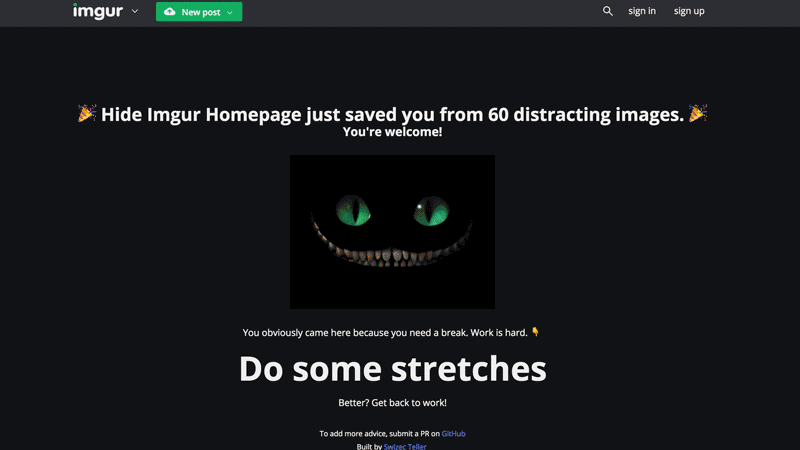 imgur
New post
sign in
sign up
Hide Imgur Homepage just saved you from 60 distracting images.
You're welcome!
You obviously came here because you need a break. Work is hard.
Do some stretches
Better? Get back to work!
To add more advice, submit a PR on GitHub
Built by Swizec Teller